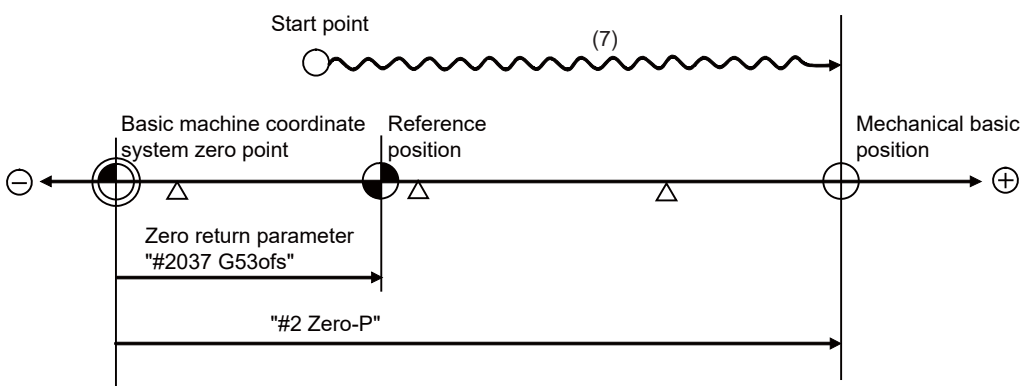 Start point
(7)
Basic machine coordinate
system zero point
Reference
position
Mechanical basic
position
−
+
Zero return parameter
"#2037 G53ofs"
"#2 Zero-P"